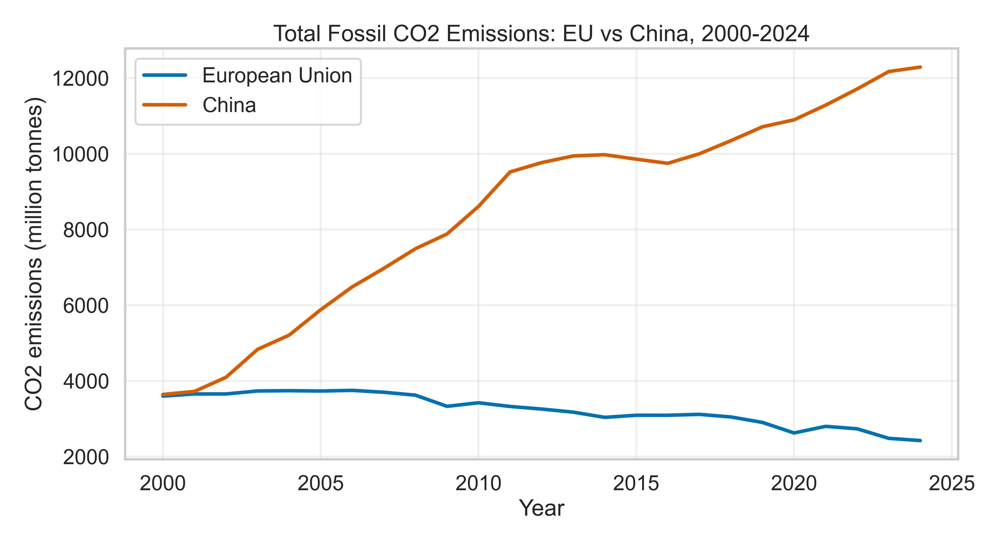 Total Fossil CO2 Emissions: EU vs China, 2000-2024
European Union
China
CO2 emissions (million tonnes)
12000
10000
8000
6000
4000
2000
2000 2005 2010 2015 2020 2025
Year